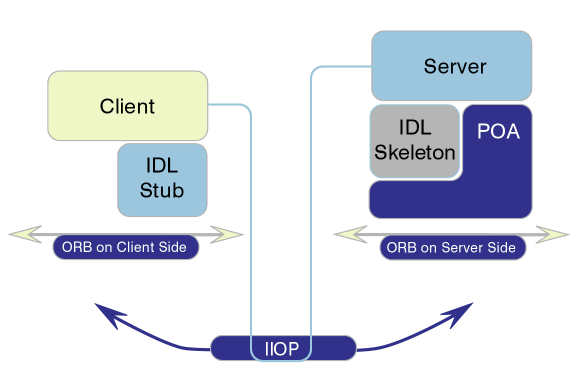 Client
IDL
Stub
ORB on Client Side
Server
IDL
Skeleton
POA
ORB on Server Side
IIOP